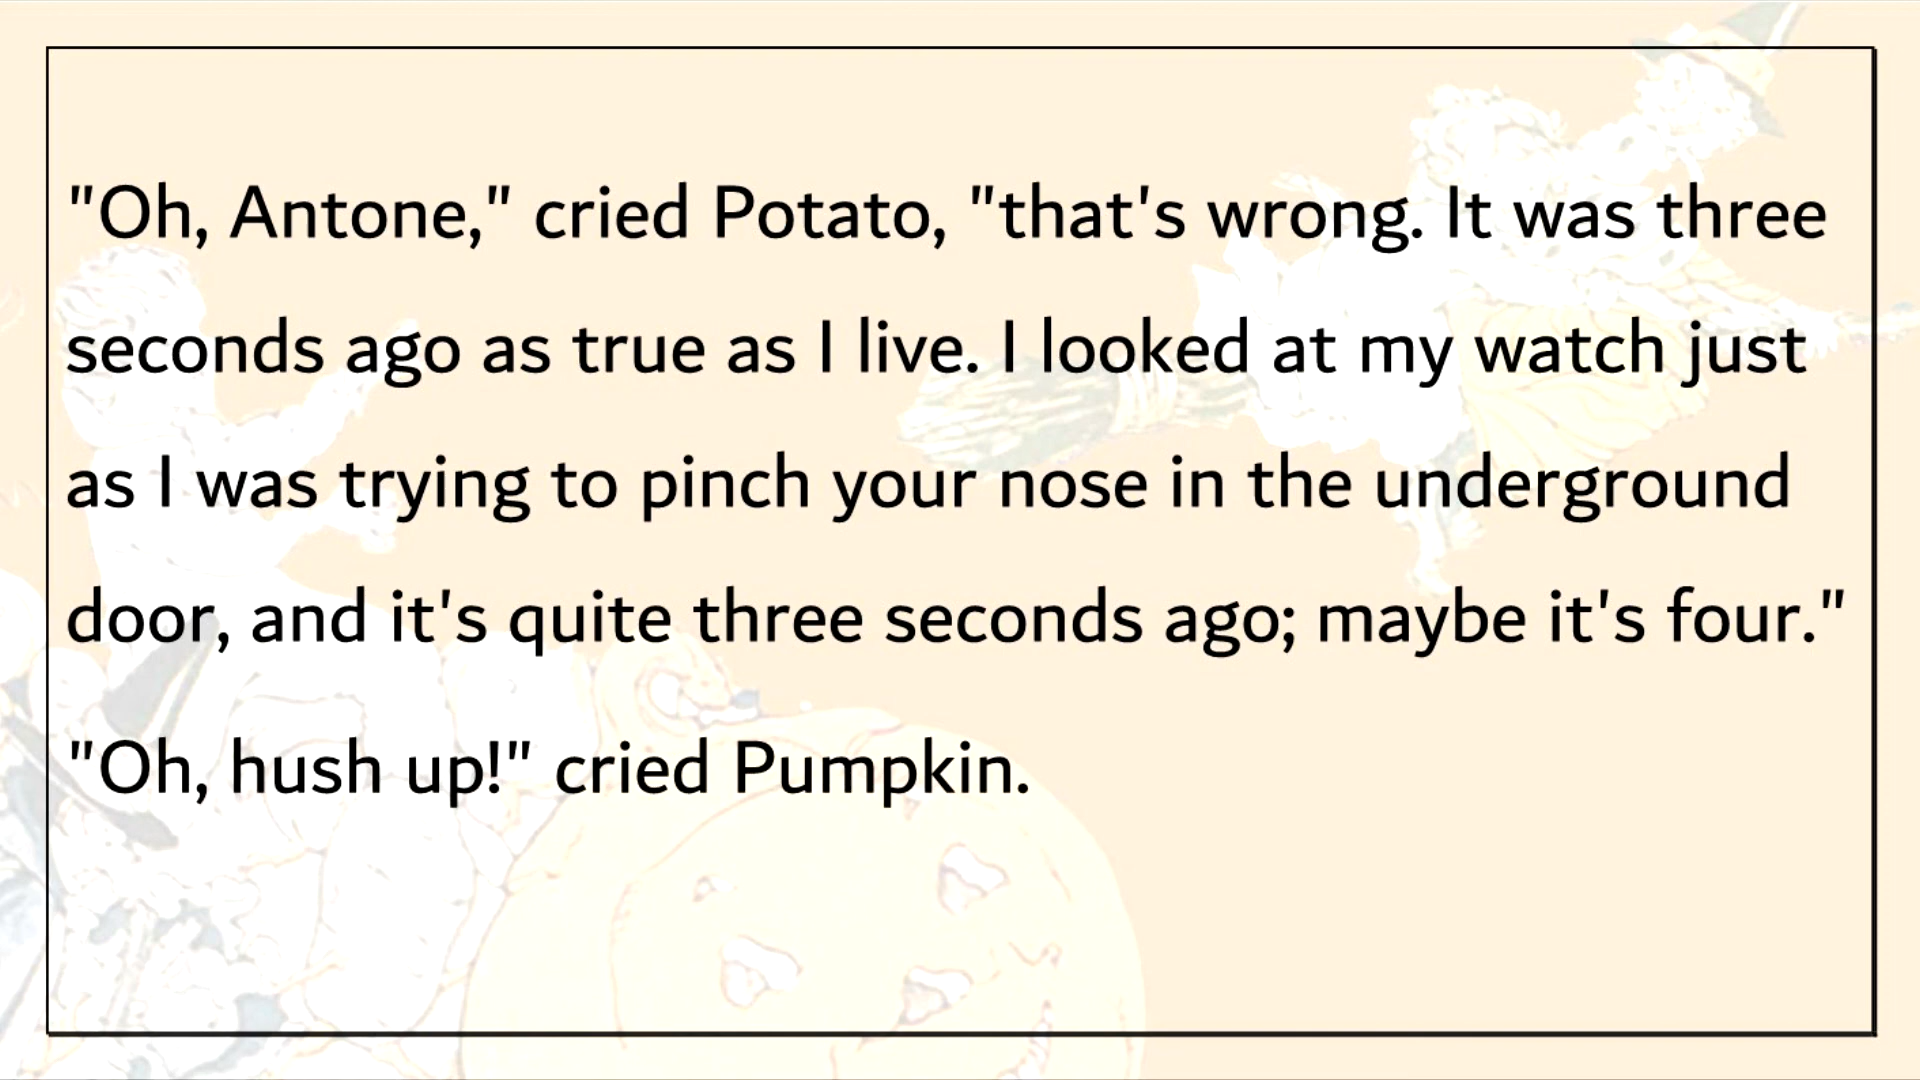 "Oh, Antone," cried Potato, "that's wrong. It was three
seconds ago as true as I live. I looked at my watch just
as I was trying to pinch your nose in the underground
door, and it's quite three seconds ago; maybe it's four."
"Oh, hush up!" cried Pumpkin.